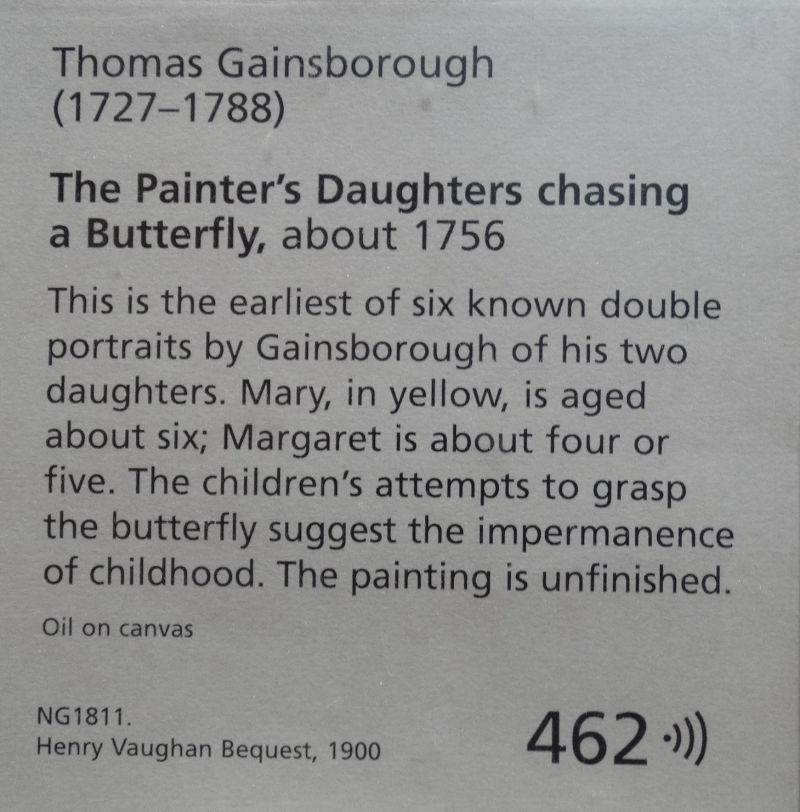 Thomas Gainsborough
(1727–1788)
The Painter's Daughters chasing
a Butterfly, about 1756
This is the earliest of six known double
portraits by Gainsborough of his two
daughters. Mary, in yellow, is aged
about six; Margaret is about four or
five. The children's attempts to grasp
the butterfly suggest the impermanence
of childhood. The painting is unfinished.
Oil on canvas
NG1811.
Henry Vaughan Bequest, 1900
462